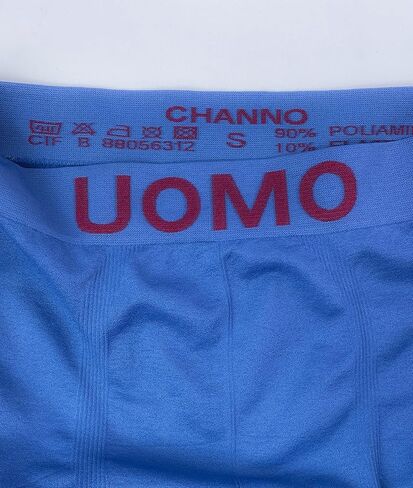 CHANNO
CIF B 88056312 S 90% POLIAMI
10%
UOMO